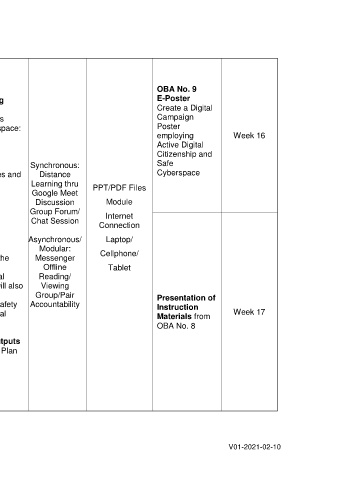 g
s
space:
es and
the
al
ill also
afety
al
tputs
Plan
Synchronous:
Distance
Learning thru
Google Meet
Discussion
Group Forum/
Chat Session
Asynchronous/
Modular:
Messenger
Offline
Reading/
Viewing
Group/Pair
Accountability
PPT/PDF Files
Module
Internet
Connection
Laptop/
Cellphone/
Tablet
OBA No. 9
E-Poster
Create a Digital
Campaign
Poster
employing
Active Digital
Citizenship and
Safe
Cyberspace
Week 16
Presentation of
Instruction
Materials from
OBA No. 8
Week 17
V01-2021-02-10